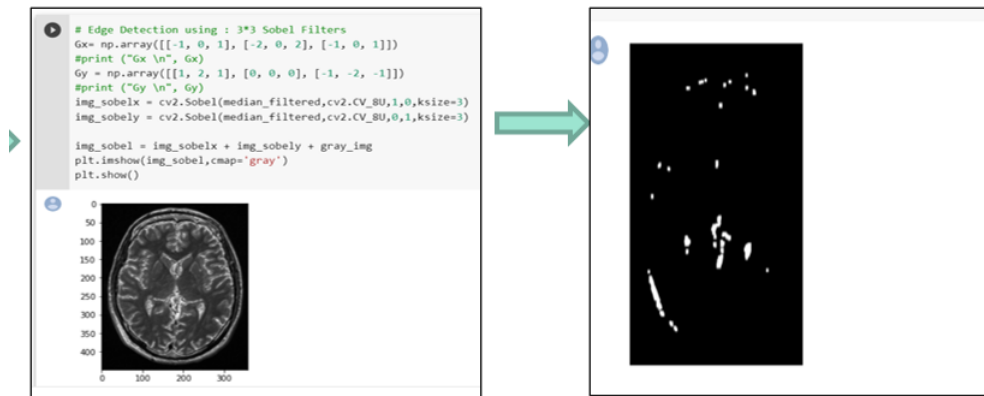 # Edge Detection using : 3*3 Sobel Filters
Gx= np.array([[-1, 0, 1], [-2, 0, 2], [-1, 0, 1]])
#print ("Gx \n", Gx)
Gy = np.array([[1, 2, 1], [0, 0, 0], [-1, -2, -1]])
#print ("Gy \n", Gy)
img_sobelx = cv2.Sobel(median_filtered,cv2.CV_8U,1,0,ksize=3)
img_sobely = cv2.Sobel(median_filtered,cv2.CV_8U,0,1,ksize=3)
img_sobel = img_sobelx + img_sobely + gray_img
plt.imshow(img_sobel,cmap='gray')
plt.show()
0
50
100
150
200
250
300
350
400
0 100 200 300